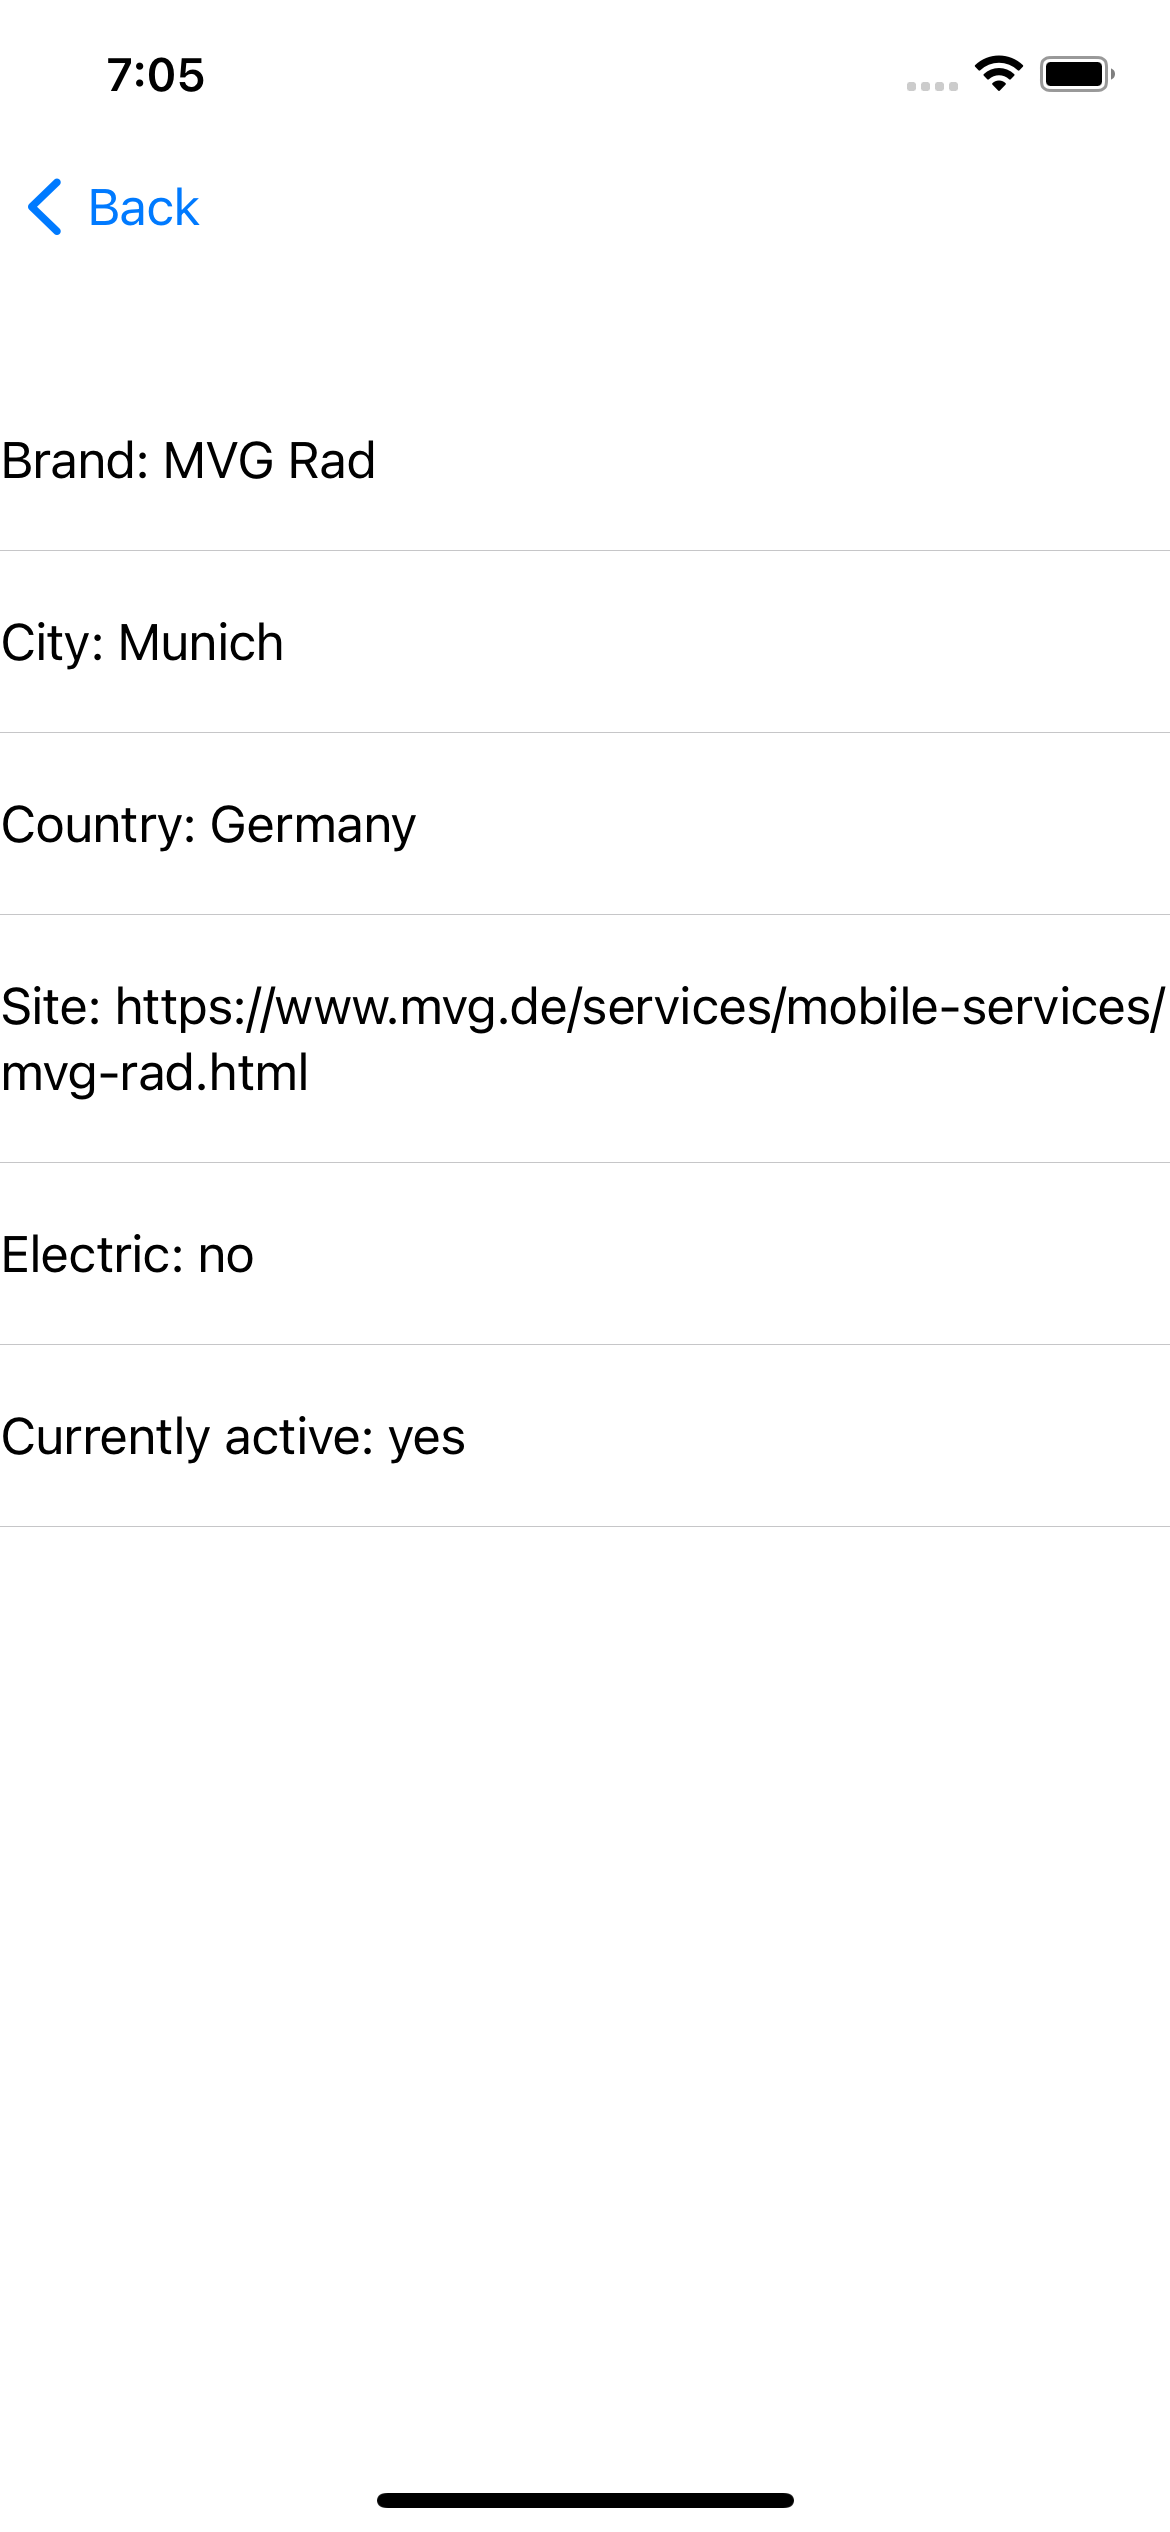 7:05
Back
Brand: MVG Rad
City: Munich
Country: Germany
Site: https://www.mvg.de/services/mobile-services/
mvg-rad.html
Electric: no
Currently active: yes